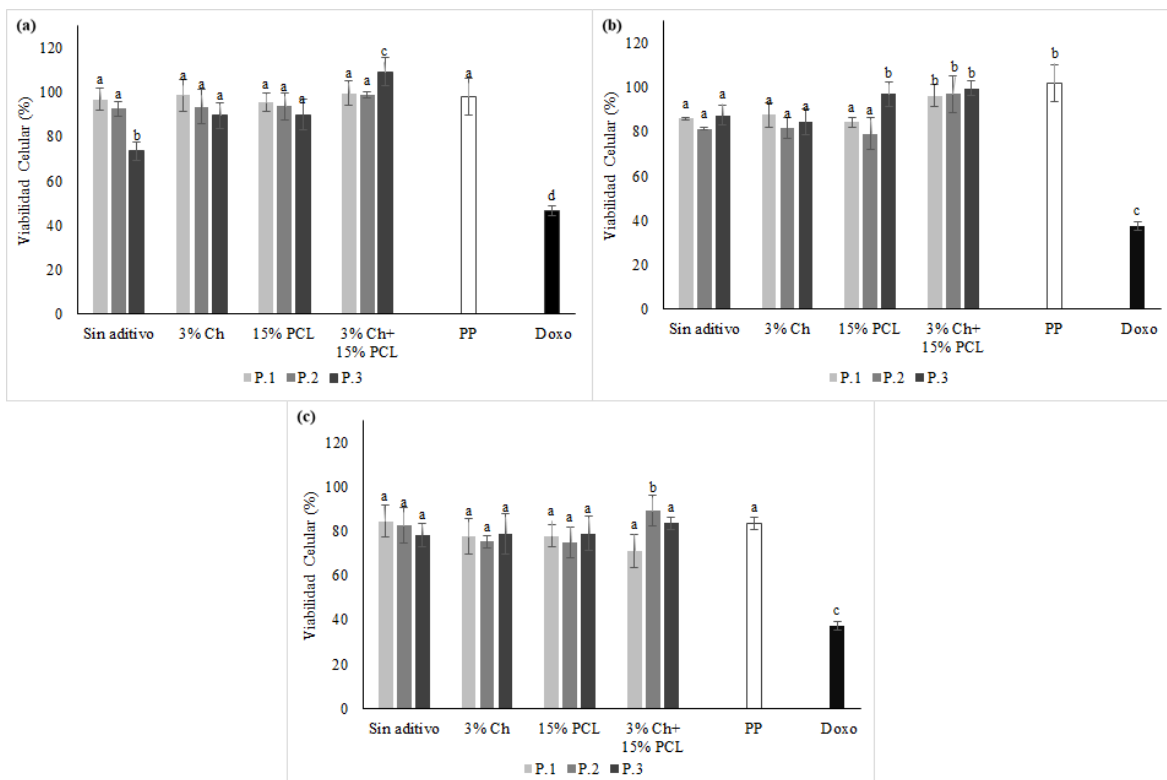 (a)
Viabilidad Celular (%)
120
100
80
60
40
20
0
a a b
a a a
a a a
a a c
a
d
Sin aditivo 3% Ch 15% PCL 3% Ch+ PP Doxo
15% PCL
P.1 P.2 P.3
(b)
Viabilidad Celular (%)
120
100
80
60
40
20
0
a a a
a a a
a a b
b b b
b
c
Sin aditivo 3% Ch 15% PCL 3% Ch+ PP Doxo
15% PCL
P.1 P.2 P.3
(c)
Viabilidad Celular (%)
120
100
80
60
40
20
0
a a a
a a a
a a a
a b a
a
c
Sin aditivo 3% Ch 15% PCL 3% Ch+ PP Doxo
15% PCL
P.1 P.2 P.3